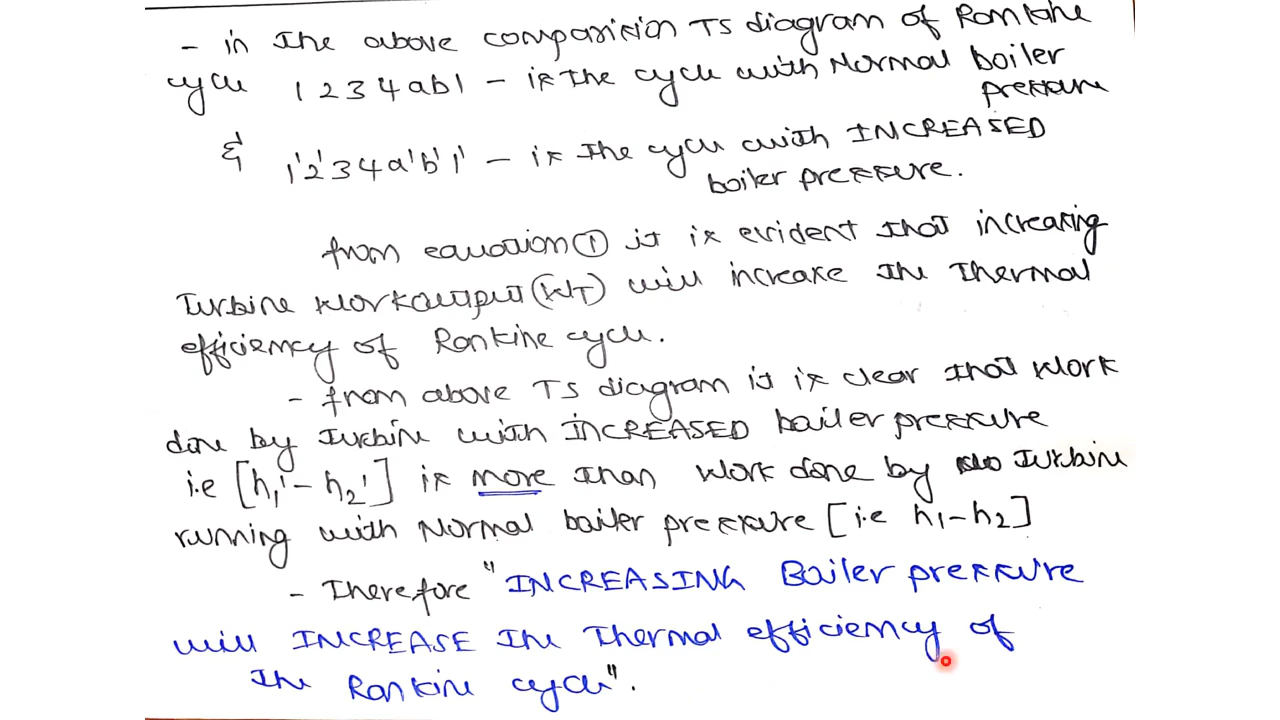 - in the above comparision TS diagram of Rankine
cycle 1 2 3 4 a b 1 - is the cycle with Normal boiler
pressure
& 1' 2' 3 4 a' b' 1' - is the cycle with INCREASED
boiler pressure.
from equation ① it is evident that increasing
Turbine workoutput (WT) will increase the thermal
efficiency of Rankine cycle.
- from above TS diagram it is clear that work
done by turbine with INCREASED boiler pressure
i.e [h1' - h2'] is more than work done by turbine
running with Normal boiler pressure [i.e h1 - h2]
- Therefore "INCREASING Boiler pressure
will INCREASE the thermal efficiency of
the Rankine cycle".